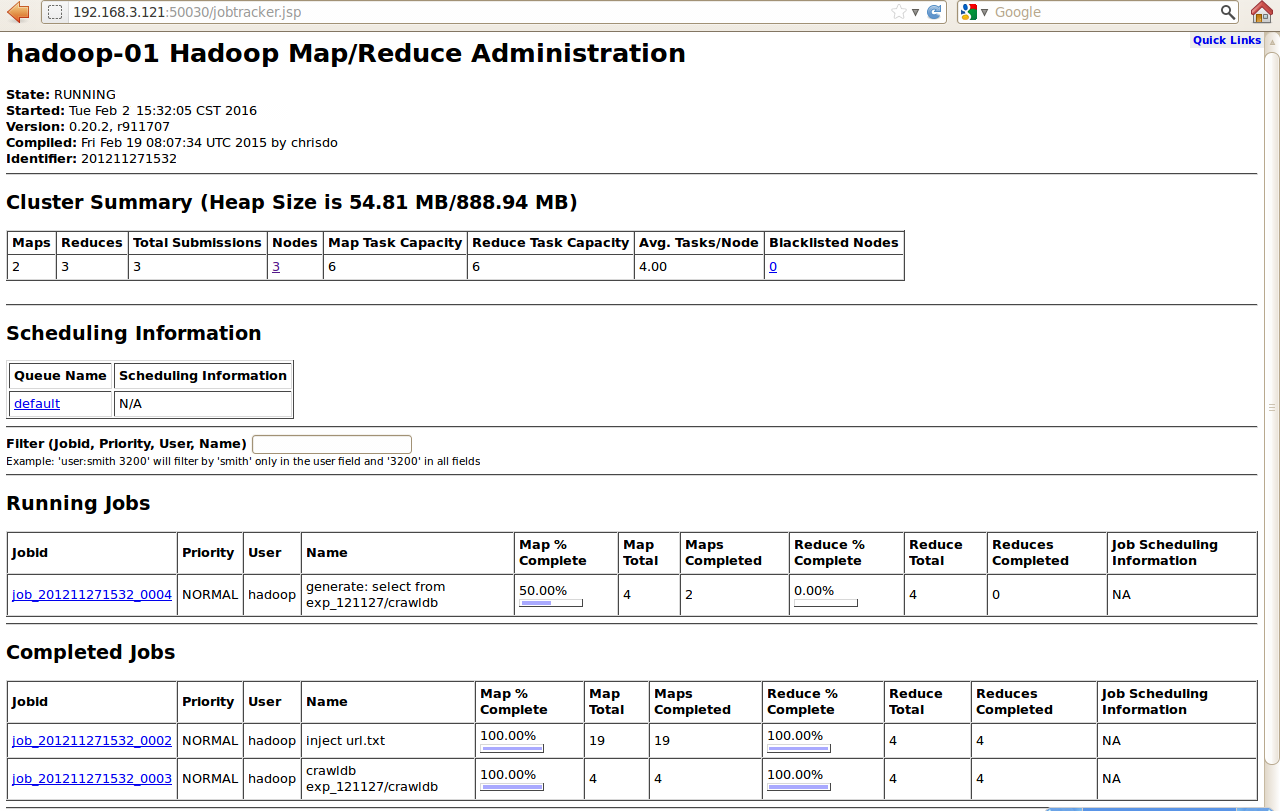 192.168.3.121:50030/jobtracker.jsp
Google
Quick Links
hadoop-01 Hadoop Map/Reduce Administration
State: RUNNING
Started: Tue Feb 2 15:32:05 CST 2016
Version: 0.20.2, r911707
Compiled: Fri Feb 19 08:07:34 UTC 2015 by chrisdo
Identifier: 201211271532
Cluster Summary (Heap Size is 54.81 MB/888.94 MB)
Maps Reduces Total Submissions Nodes Map Task Capacity Reduce Task Capacity Avg. Tasks/Node Blacklisted Nodes
2 3 3 3 6 6 4.00 0
Scheduling Information
Queue Name Scheduling Information
default N/A
Filter (Jobid, Priority, User, Name)
Example: 'user:smith 3200' will filter by 'smith' only in the user field and '3200' in all fields
Running Jobs
Jobid Priority User Name Map % Complete Map Total Maps Completed Reduce % Complete Reduce Total Reduces Completed Job Scheduling Information
job_201211271532_0004 NORMAL hadoop generate: select from exp_121127/crawldb 50.00% 4 2 0.00% 4 0 NA
Completed Jobs
Jobid Priority User Name Map % Complete Map Total Maps Completed Reduce % Complete Reduce Total Reduces Completed Job Scheduling Information
job_201211271532_0002 NORMAL hadoop inject url.txt 100.00% 19 19 100.00% 4 4 NA
job_201211271532_0003 NORMAL hadoop crawldb exp_121127/crawldb 100.00% 4 4 100.00% 4 4 NA